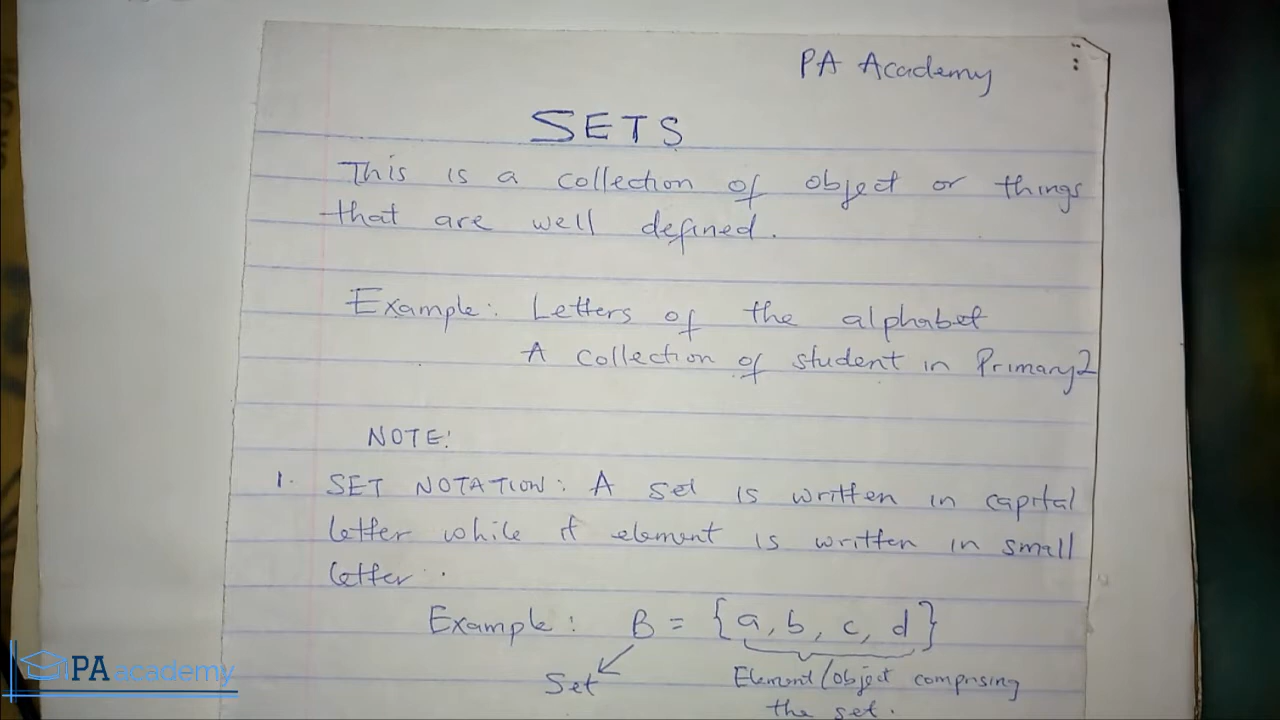 PA Academy
SETS
This is a collection of object or things
that are well defined.
Example: Letters of the alphabet
A collection of student in Primary2
NOTE:
1. SET NOTATION: A set is written in capital
letter while it element is written in small
letter.
Example: B = {a, b, c, d}
Set
Element/object comprising
the set.
PA academy